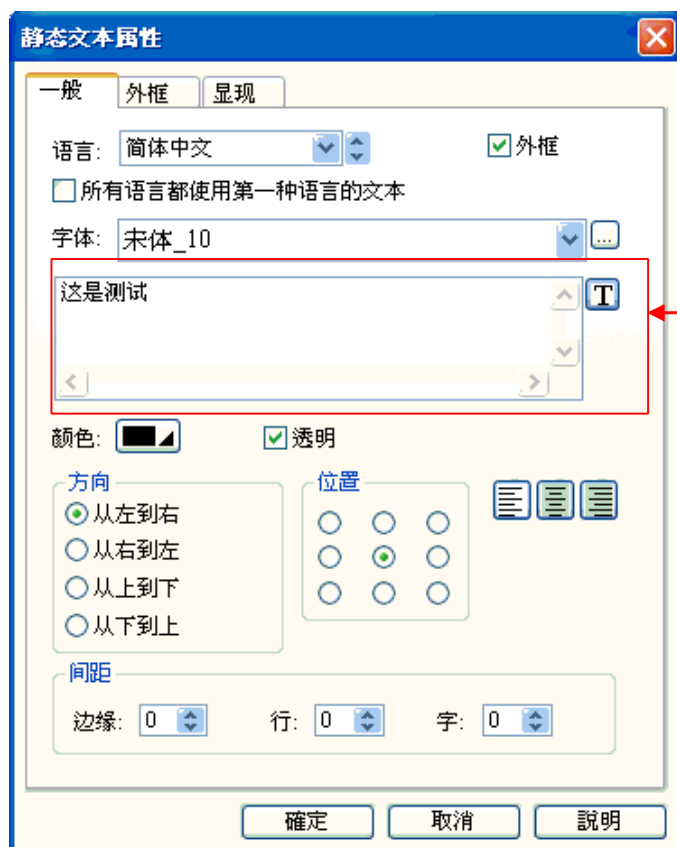 静态文本属性
一般 外框 显现
语言: 简体中文 外框
所有语言都使用第一种语言的文本
字体: 宋体_10 ...
这是测试 T
颜色: 透明
方向 位置
从左到右
从右到左
从上到下
从下到上
间距
边缘: 0 行: 0 字: 0
確定 取消 説明